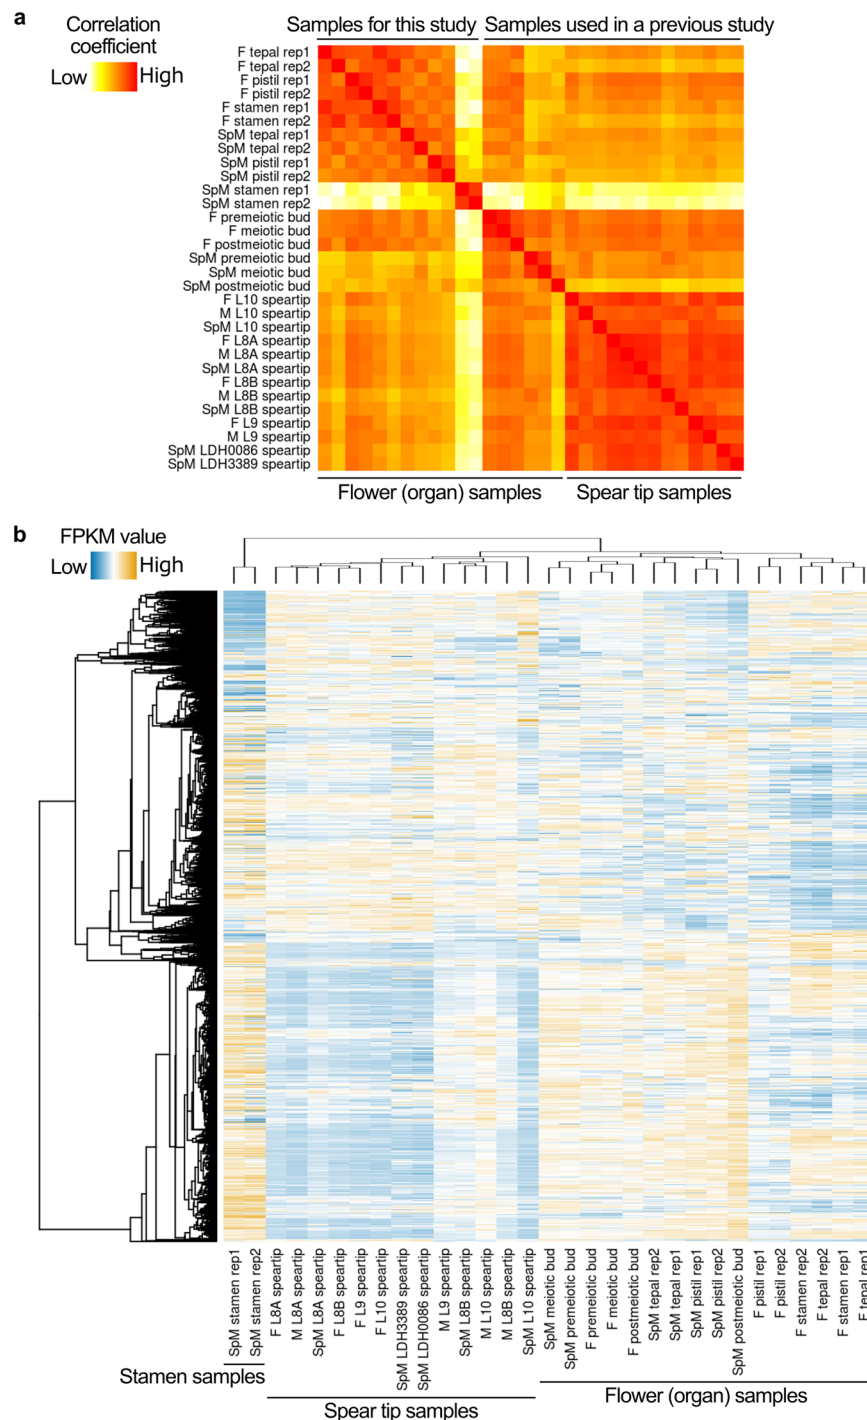 a
Correlation
coefficient
Low High
Samples for this study
Samples used in a previous study
F tepal rep1
F tepal rep2
F pistil rep1
F pistil rep2
F stamen rep1
F stamen rep2
SpM tepal rep1
SpM tepal rep2
SpM pistil rep1
SpM pistil rep2
SpM stamen rep1
SpM stamen rep2
F premeiotic bud
F meiotic bud
F postmeiotic bud
SpM premeiotic bud
SpM meiotic bud
SpM postmeiotic bud
F L10 speartip
M L10 speartip
SpM L10 speartip
F L8A speartip
M L8A speartip
SpM L8A speartip
F L8B speartip
M L8B speartip
SpM L8B speartip
F L9 speartip
M L9 speartip
SpM LDH0086 speartip
SpM LDH3389 speartip
Flower (organ) samples
Spear tip samples
b
FPKM value
Low High
SpM stamen rep1
SpM stamen rep2
F L8A speartip
M L8A speartip
SpM L8A speartip
F L8B speartip
F L9 speartip
F L10 speartip
SpM LDH3389 speartip
SpM LDH0086 speartip
M L9 speartip
SpM L8B speartip
M L10 speartip
M L8B speartip
SpM L10 speartip
SpM meiotic bud
SpM premeiotic bud
F premeiotic bud
F meiotic bud
F postmeiotic bud
SpM tepal rep2
SpM tepal rep1
SpM pistil rep1
SpM pistil rep2
SpM postmeiotic bud
F pistil rep1
F pistil rep2
F stamen rep2
F tepal rep2
F stamen rep1
F tepal rep1
Stamen samples
Spear tip samples
Flower (organ) samples